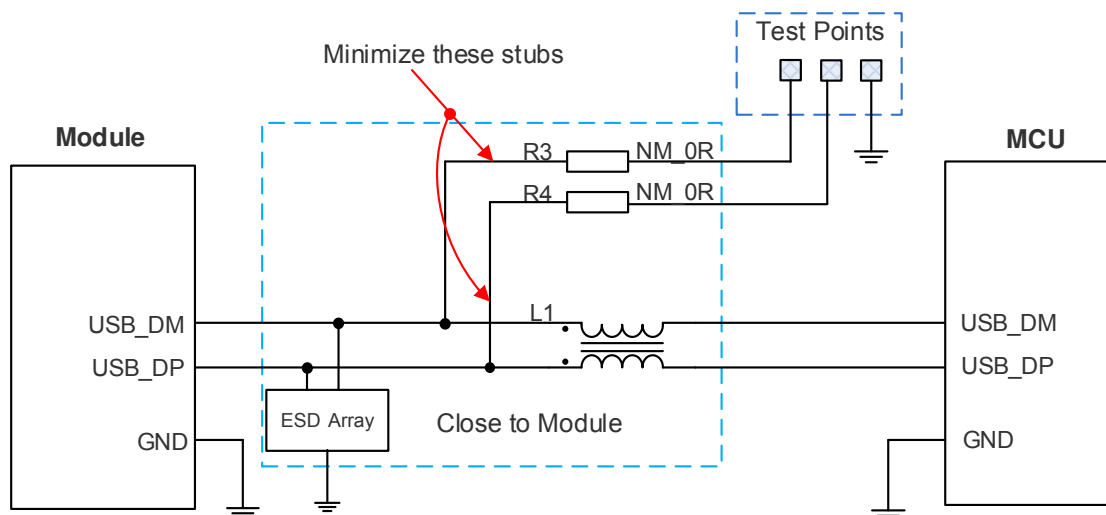 Test Points
Minimize these stubs
Module
MCU
R3 NM_0R
R4 NM_0R
L1
USB_DM
USB_DM
USB_DP
USB_DP
ESD Array
Close to Module
GND
GND